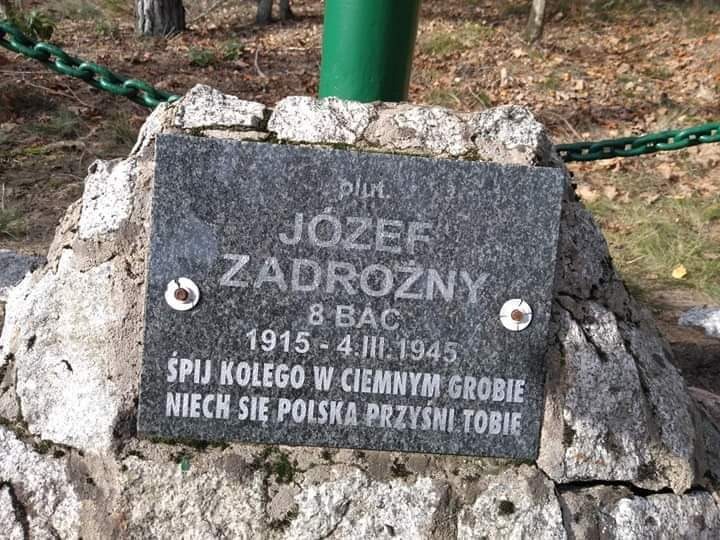 plut.
JÓZEF
ZADROŻNY
8 BAC
1915 - 4.III.1945
ŚPIJ KOLEGO W CIEMNYM GROBIE
NIECH SIĘ POLSKA PRZYŚNI TOBIE